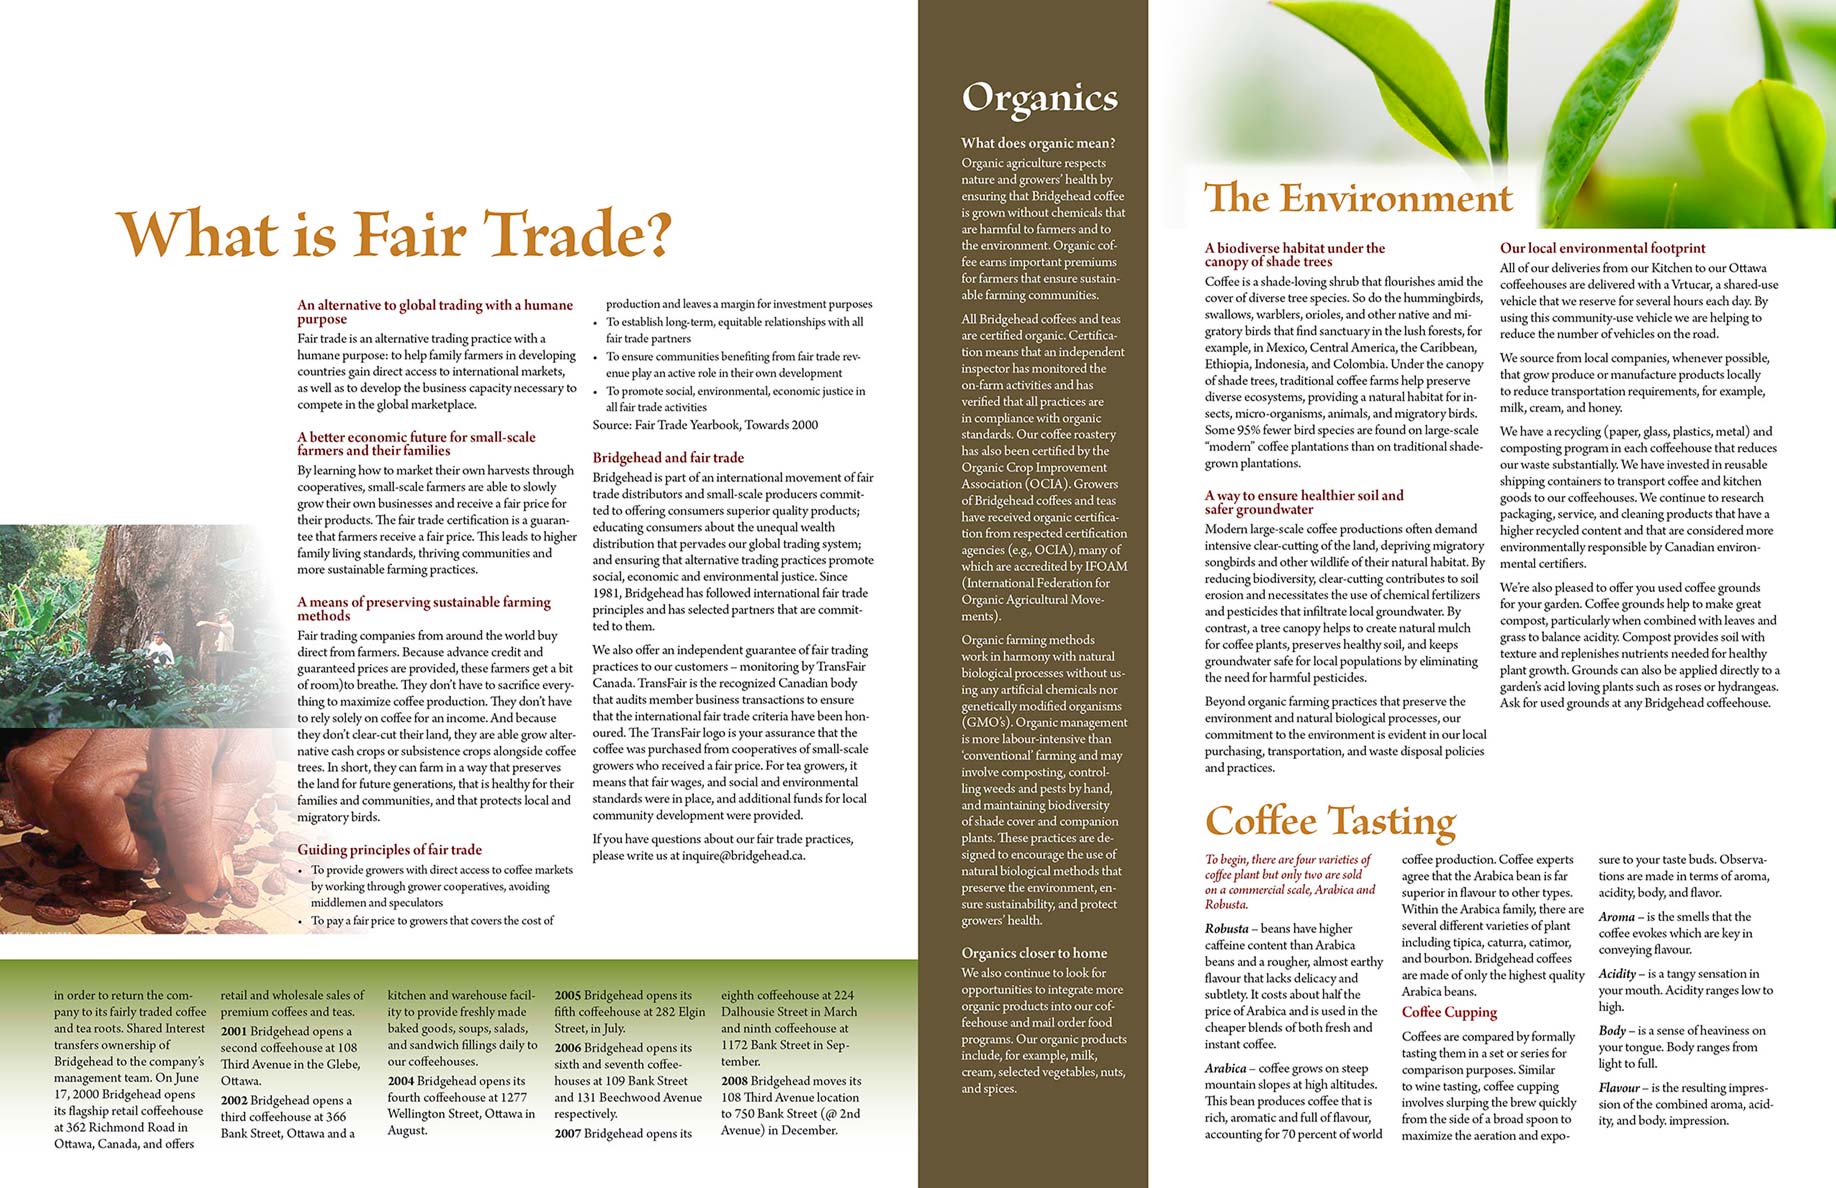 What is Fair Trade?
An alternative to global trading with a humane
purpose
Fair trade is an alternative trading practice with a
humane purpose: to help family farmers in developing
countries gain direct access to international markets,
as well as to develop the business capacity necessary to
compete in the global marketplace.
A better economic future for small-scale
farmers and their families
By learning how to market their own harvests through
cooperatives, small-scale farmers are able to slowly
grow their own businesses and receive a fair price for
their products. The fair trade certification is a guaran-
tee that farmers receive a fair price. This leads to higher
family living standards, thriving communities and
more sustainable farming practices.
A means of preserving sustainable farming
methods
Fair trading companies from around the world buy
direct from farmers. Because advance credit and
guaranteed prices are provided, these farmers get a bit
of room)to breathe. They don't have to sacrifice every-
thing to maximize coffee production. They don't have
to rely solely on coffee for an income. And because
they don't clear-cut their land, they are able grow alter-
native cash crops or subsistence crops alongside coffee
trees. In short, they can farm in a way that preserves
the land for future generations, that is healthy for their
families and communities, and that protects local and
migratory birds.
Guiding principles of fair trade
• To provide growers with direct access to coffee markets
by working through grower cooperatives, avoiding
middlemen and speculators
• To pay a fair price to growers that covers the cost of
production and leaves a margin for investment purposes
• To establish long-term, equitable relationships with all
fair trade partners
• To ensure communities benefiting from fair trade rev-
enue play an active role in their own development
• To promote social, environmental, economic justice in
all fair trade activities
Source: Fair Trade Yearbook, Towards 2000
Bridgehead and fair trade
Bridgehead is part of an international movement of fair
trade distributors and small-scale producers commit-
ted to offering consumers superior quality products;
educating consumers about the unequal wealth
distribution that pervades our global trading system;
and ensuring that alternative trading practices promote
social, economic and environmental justice. Since
1981, Bridgehead has followed international fair trade
principles and has selected partners that are commit-
ted to them.
We also offer an independent guarantee of fair trading
practices to our customers – monitoring by TransFair
Canada. TransFair is the recognized Canadian body
that audits member business transactions to ensure
that the international fair trade criteria have been hon-
oured. The TransFair logo is your assurance that the
coffee was purchased from cooperatives of small-scale
growers who received a fair price. For tea growers, it
means that fair wages, and social and environmental
standards were in place, and additional funds for local
community development were provided.
If you have questions about our fair trade practices,
please write us at inquire@bridgehead.ca.
in order to return the com-
pany to its fairly traded coffee
and tea roots. Shared Interest
transfers ownership of
Bridgehead to the company's
management team. On June
17, 2000 Bridgehead opens
its flagship retail coffeehouse
at 362 Richmond Road in
Ottawa, Canada, and offers
retail and wholesale sales of
premium coffees and teas.
2001 Bridgehead opens a
second coffeehouse at 108
Third Avenue in the Glebe,
Ottawa.
2002 Bridgehead opens a
third coffeehouse at 366
Bank Street, Ottawa and a
kitchen and warehouse facil-
ity to provide freshly made
baked goods, soups, salads,
and sandwich fillings daily to
our coffeehouses.
2004 Bridgehead opens its
fourth coffeehouse at 1277
Wellington Street, Ottawa in
August.
2005 Bridgehead opens its
fifth coffeehouse at 282 Elgin
Street, in July.
2006 Bridgehead opens its
sixth and seventh coffee-
houses at 109 Bank Street
and 131 Beechwood Avenue
respectively.
2007 Bridgehead opens its
eighth coffeehouse at 224
Dalhousie Street in March
and ninth coffeehouse at
1172 Bank Street in Sep-
tember.
2008 Bridgehead moves its
108 Third Avenue location
to 750 Bank Street (@ 2nd
Avenue) in December.
Organics
What does organic mean?
Organic agriculture respects
nature and growers' health by
ensuring that Bridgehead coffee
is grown without chemicals that
are harmful to farmers and to
the environment. Organic cof-
fee earns important premiums
for farmers that ensure sustain-
able farming communities.
All Bridgehead coffees and teas
are certified organic. Certifica-
tion means that an independent
inspector has monitored the
on-farm activities and has
verified that all practices are
in compliance with organic
standards. Our coffee roastery
has also been certified by the
Organic Crop Improvement
Association (OCIA). Growers
of Bridgehead coffees and teas
have received organic certifica-
tion from respected certification
agencies (e.g., OCIA), many of
which are accredited by IFOAM
(International Federation for
Organic Agricultural Move-
ments).
Organic farming methods
work in harmony with natural
biological processes without us-
ing any artificial chemicals nor
genetically modified organisms
(GMO's). Organic management
is more labour-intensive than
'conventional' farming and may
involve composting, control-
ling weeds and pests by hand,
and maintaining biodiversity
of shade cover and companion
plants. These practices are de-
signed to encourage the use of
natural biological methods that
preserve the environment, en-
sure sustainability, and protect
growers' health.
Organics closer to home
We also continue to look for
opportunities to integrate more
organic products into our cof-
feehouse and mail order food
programs. Our organic products
include, for example, milk,
cream, selected vegetables, nuts,
and spices.
The Environment
A biodiverse habitat under the
canopy of shade trees
Coffee is a shade-loving shrub that flourishes amid the
cover of diverse tree species. So do the hummingbirds,
swallows, warblers, orioles, and other native and mi-
gratory birds that find sanctuary in the lush forests, for
example, in Mexico, Central America, the Caribbean,
Ethiopia, Indonesia, and Colombia. Under the canopy
of shade trees, traditional coffee farms help preserve
diverse ecosystems, providing a natural habitat for in-
sects, micro-organisms, animals, and migratory birds.
Some 95% fewer bird species are found on large-scale
"modern" coffee plantations than on traditional shade-
grown plantations.
A way to ensure healthier soil and
safer groundwater
Modern large-scale coffee productions often demand
intensive clear-cutting of the land, depriving migratory
songbirds and other wildlife of their natural habitat. By
reducing biodiversity, clear-cutting contributes to soil
erosion and necessitates the use of chemical fertilizers
and pesticides that infiltrate local groundwater. By
contrast, a tree canopy helps to create natural mulch
for coffee plants, preserves healthy soil, and keeps
groundwater safe for local populations by eliminating
the need for harmful pesticides.
Beyond organic farming practices that preserve the
environment and natural biological processes, our
commitment to the environment is evident in our local
purchasing, transportation, and waste disposal policies
and practices.
Our local environmental footprint
All of our deliveries from our Kitchen to our Ottawa
coffeehouses are delivered with a Vrtucar, a shared-use
vehicle that we reserve for several hours each day. By
using this community-use vehicle we are helping to
reduce the number of vehicles on the road.
We source from local companies, whenever possible,
that grow produce or manufacture products locally
to reduce transportation requirements, for example,
milk, cream, and honey.
We have a recycling (paper, glass, plastics, metal) and
composting program in each coffeehouse that reduces
our waste substantially. We have invested in reusable
shipping containers to transport coffee and kitchen
goods to our coffeehouses. We continue to research
packaging, service, and cleaning products that have a
higher recycled content and that are considered more
environmentally responsible by Canadian environ-
mental certifiers.
We're also pleased to offer you used coffee grounds
for your garden. Coffee grounds help to make great
compost, particularly when combined with leaves and
grass to balance acidity. Compost provides soil with
texture and replenishes nutrients needed for healthy
plant growth. Grounds can also be applied directly to a
garden's acid loving plants such as roses or hydrangeas.
Ask for used grounds at any Bridgehead coffeehouse.
Coffee Tasting
To begin, there are four varieties of
coffee plant but only two are sold
on a commercial scale, Arabica and
Robusta.
Robusta – beans have higher
caffeine content than Arabica
beans and a rougher, almost earthy
flavour that lacks delicacy and
subtlety. It costs about half the
price of Arabica and is used in the
cheaper blends of both fresh and
instant coffee.
Arabica – coffee grows on steep
mountain slopes at high altitudes.
This bean produces coffee that is
rich, aromatic and full of flavour,
accounting for 70 percent of world
coffee production. Coffee experts
agree that the Arabica bean is far
superior in flavour to other types.
Within the Arabica family, there are
several different varieties of plant
including tipica, caturra, catimor,
and bourbon. Bridgehead coffees
are made of only the highest quality
Arabica beans.
Coffee Cupping
Coffees are compared by formally
tasting them in a set or series for
comparison purposes. Similar
to wine tasting, coffee cupping
involves slurping the brew quickly
from the side of a broad spoon to
maximize the aeration and expo-
sure to your taste buds. Observa-
tions are made in terms of aroma,
acidity, body, and flavor.
Aroma – is the smells that the
coffee evokes which are key in
conveying flavour.
Acidity – is a tangy sensation in
your mouth. Acidity ranges low to
high.
Body – is a sense of heaviness on
your tongue. Body ranges from
light to full.
Flavour – is the resulting impres-
sion of the combined aroma, acid-
ity, and body. impression.